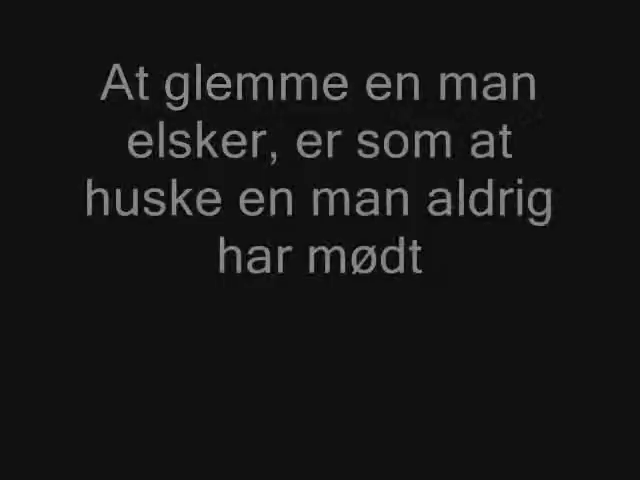 At glemme en man
elsker, er som at
huske en man aldrig
har mødt